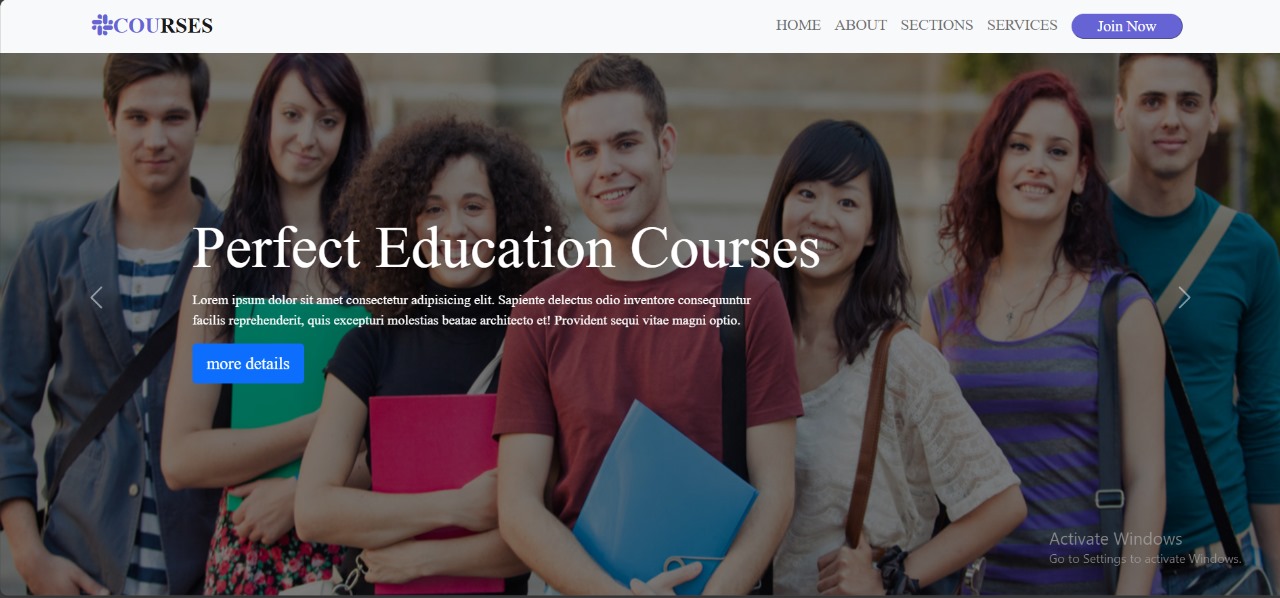 COURSES
HOME ABOUT SECTIONS SERVICES Join Now
Perfect Education Courses
Lorem ipsum dolor sit amet consectetur adipisicing elit. Sapiente delectus odio inventore consequuntur
facilis reprehenderit, quis excepturi molestias beatae architecto et! Provident sequi vitae magni optio.
more details
Activate Windows
Go to Settings to activate Windows.